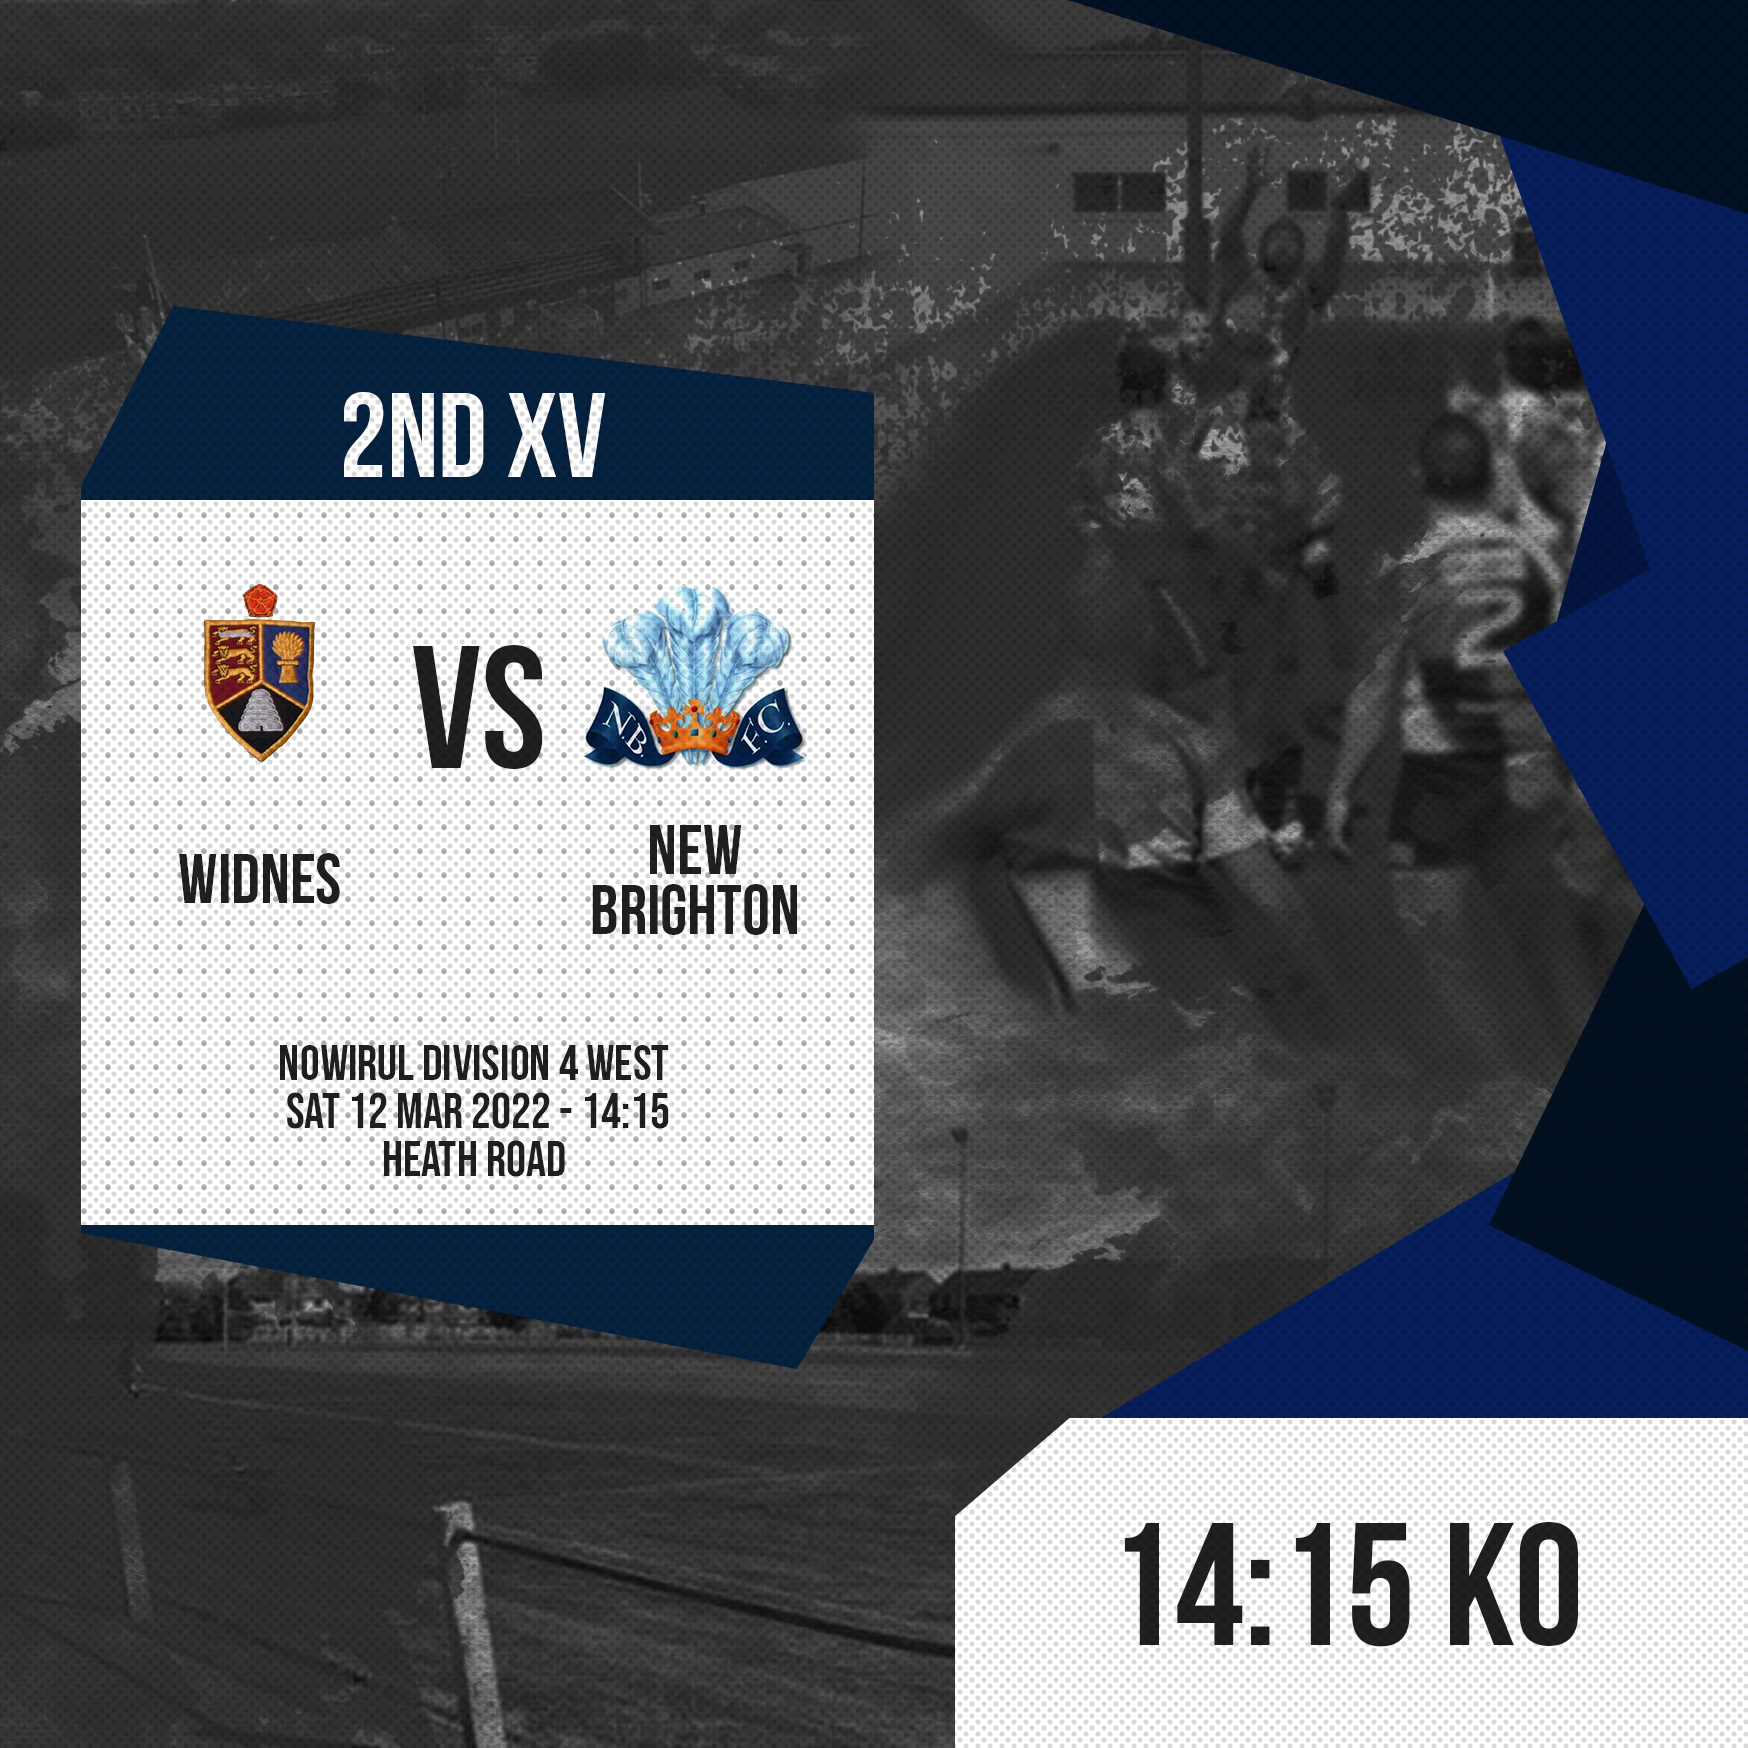 2ND XV
VS
N.B. F.C.
WIDNES
NEW
BRIGHTON
NOWIRUL DIVISION 4 WEST
SAT 12 MAR 2022 - 14:15
HEATH ROAD
2
14:15 KO